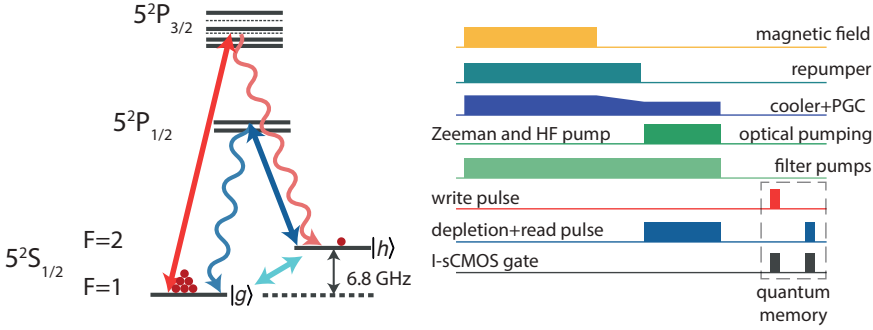 5²P3/2
5²P1/2
5²S1/2
F=2
F=1
|h⟩
|g⟩
6.8 GHz
magnetic field
repumper
cooler+PGC
Zeeman and HF pump
optical pumping
filter pumps
write pulse
depletion+read pulse
I-sCMOS gate
quantum
memory